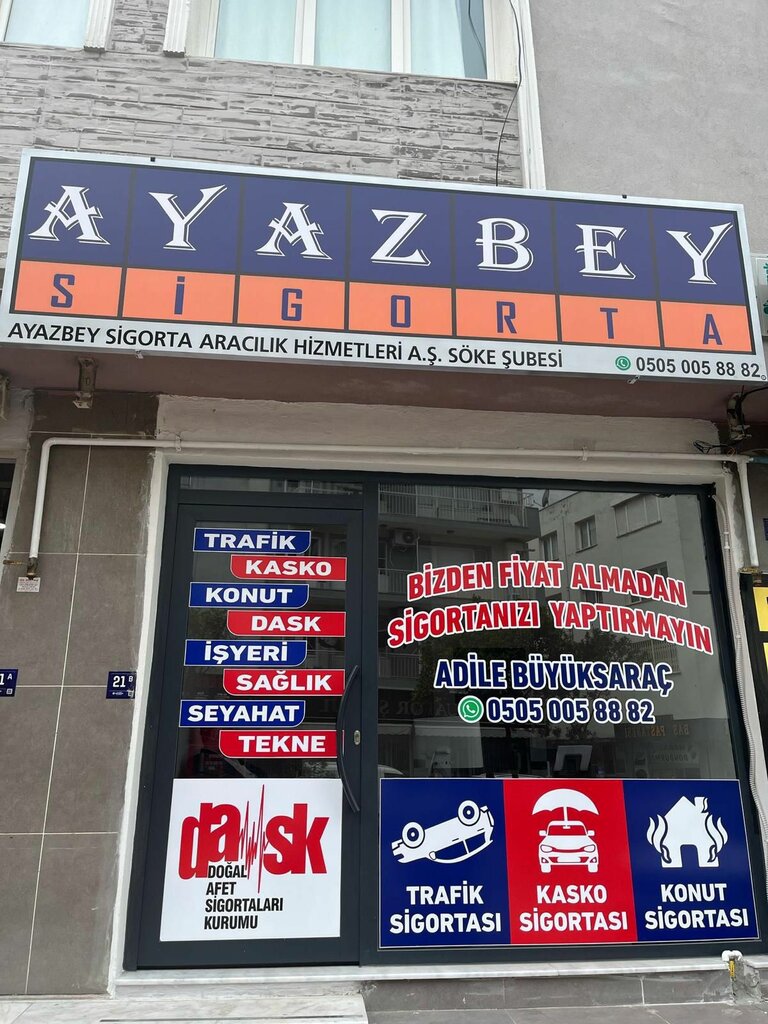 AYAZBEY
SİGORTA
AYAZBEY SİGORTA ARACILIK HİZMETLERİ A.Ş. SÖKE ŞUBESİ 0505 005 88 82
TRAFİK
KASKO
KONUT
DASK
İŞYERİ
SAĞLIK
SEYAHAT
TEKNE
BİZDEN FİYAT ALMADAN
SİGORTANIZI YAPTIRMAYIN
ADİLE BÜYÜKSARAÇ
0505 005 88 82
21 B
dask
DOĞAL
AFET
SİGORTALARI
KURUMU
TRAFİK
SİGORTASI
KASKO
SİGORTASI
KONUT
SİGORTASI